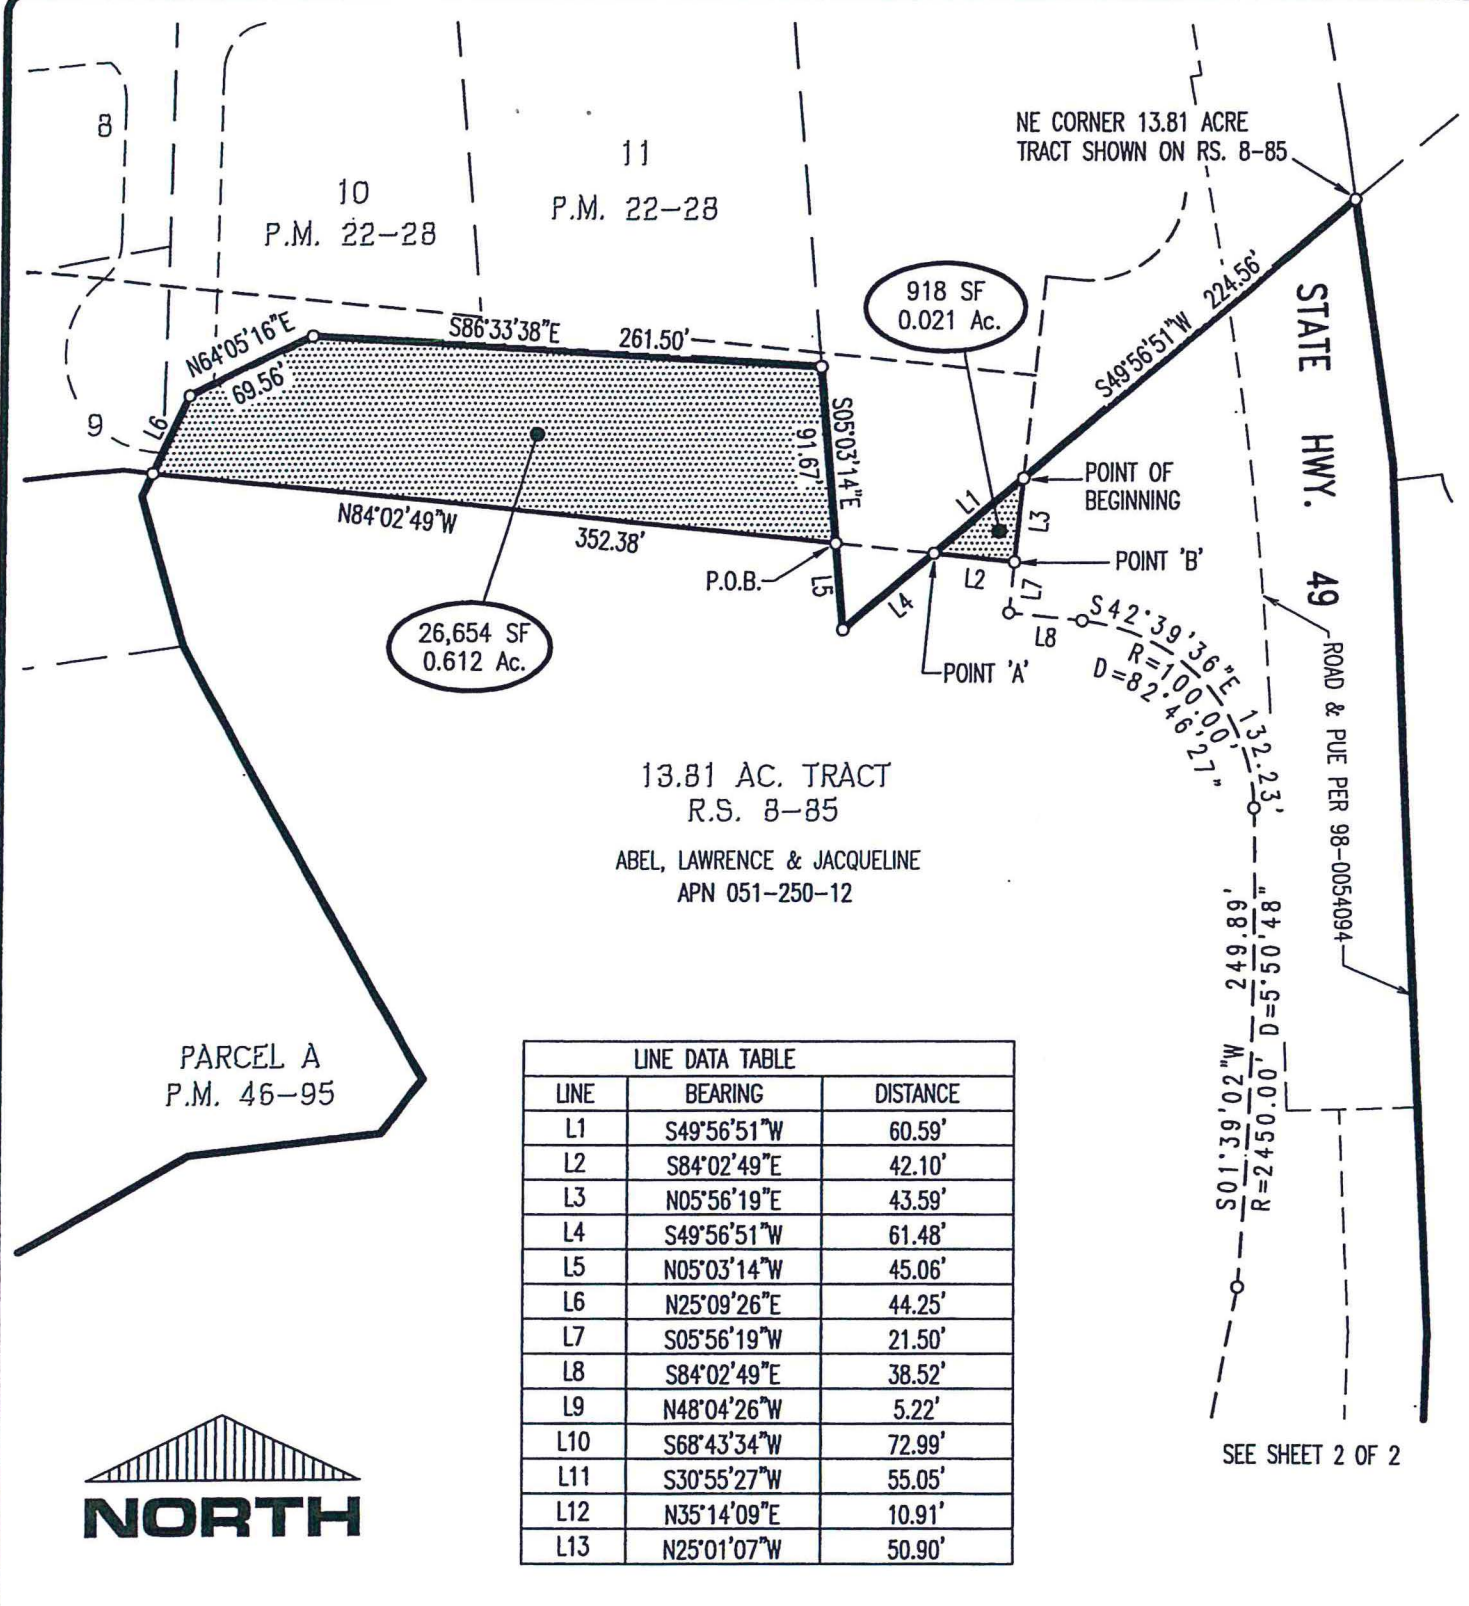 8
10
P.M. 22-28
11
P.M. 22-28
NE CORNER 13.81 ACRE
TRACT SHOWN ON RS. 8-85
918 SF
0.021 Ac.
224.56'
S49°56'51"W
STATE HWY. 49
N64°05'16"E
69.56'
S86°33'38"E 261.50'
9
L6
S05°03'14"E
91.67'
N84°02'49"W
352.38'
L1
L3
POINT OF
BEGINNING
P.O.B.
L5
L4
L2
L7
POINT 'B'
L8
POINT 'A'
26,654 SF
0.612 Ac.
S42°39'36"E 132.23'
R=100.00'
D=82°46'27"
ROAD & PUE PER 98-0054094
13.81 AC. TRACT
R.S. 8-85
ABEL, LAWRENCE & JACQUELINE
APN 051-250-12
S01°39'02"W 249.89'
R=2450.00' D=5°50'48"
PARCEL A
P.M. 46-95
LINE DATA TABLE
LINE BEARING DISTANCE
L1 S49°56'51"W 60.59'
L2 S84°02'49"E 42.10'
L3 N05°56'19"E 43.59'
L4 S49°56'51"W 61.48'
L5 N05°03'14"W 45.06'
L6 N25°09'26"E 44.25'
L7 S05°56'19"W 21.50'
L8 S84°02'49"E 38.52'
L9 N48°04'26"W 5.22'
L10 S68°43'34"W 72.99'
L11 S30°55'27"W 55.05'
L12 N35°14'09"E 10.91'
L13 N25°01'07"W 50.90'
SEE SHEET 2 OF 2
NORTH